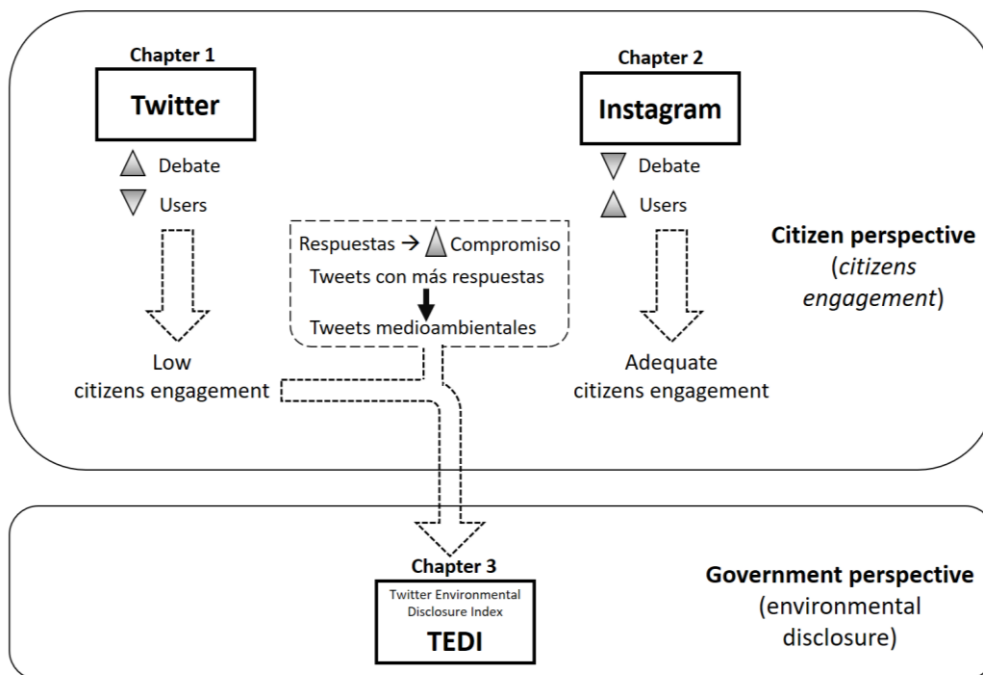 Chapter 1
Twitter
Debate
Users
Low
citizens engagement
Respuestas → Compromiso
Tweets con más respuestas
Tweets medioambientales
Chapter 2
Instagram
Debate
Users
Adequate
citizens engagement
Citizen perspective
(citizens
engagement)
Chapter 3
Twitter Environmental
Disclosure Index
TEDI
Government perspective
(environmental
disclosure)